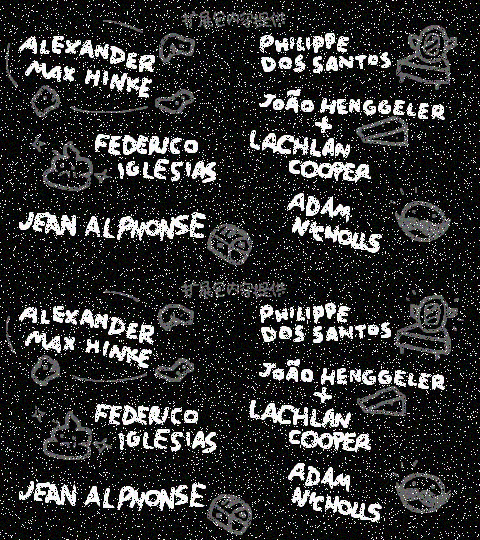 ALEXANDER
MAX HINKE
PHILIPPE
DOS SANTOS
JOÃO HENGGELER
+
LACHLAN
COOPER
FEDERICO
IGLESIAS
ADAM
NICHOLLS
JEAN ALPHONSE
ALEXANDER
MAX HINKE
PHILIPPE
DOS SANTOS
JOÃO HENGGELER
+
LACHLAN
COOPER
FEDERICO
IGLESIAS
ADAM
NICHOLLS
JEAN ALPHONSE